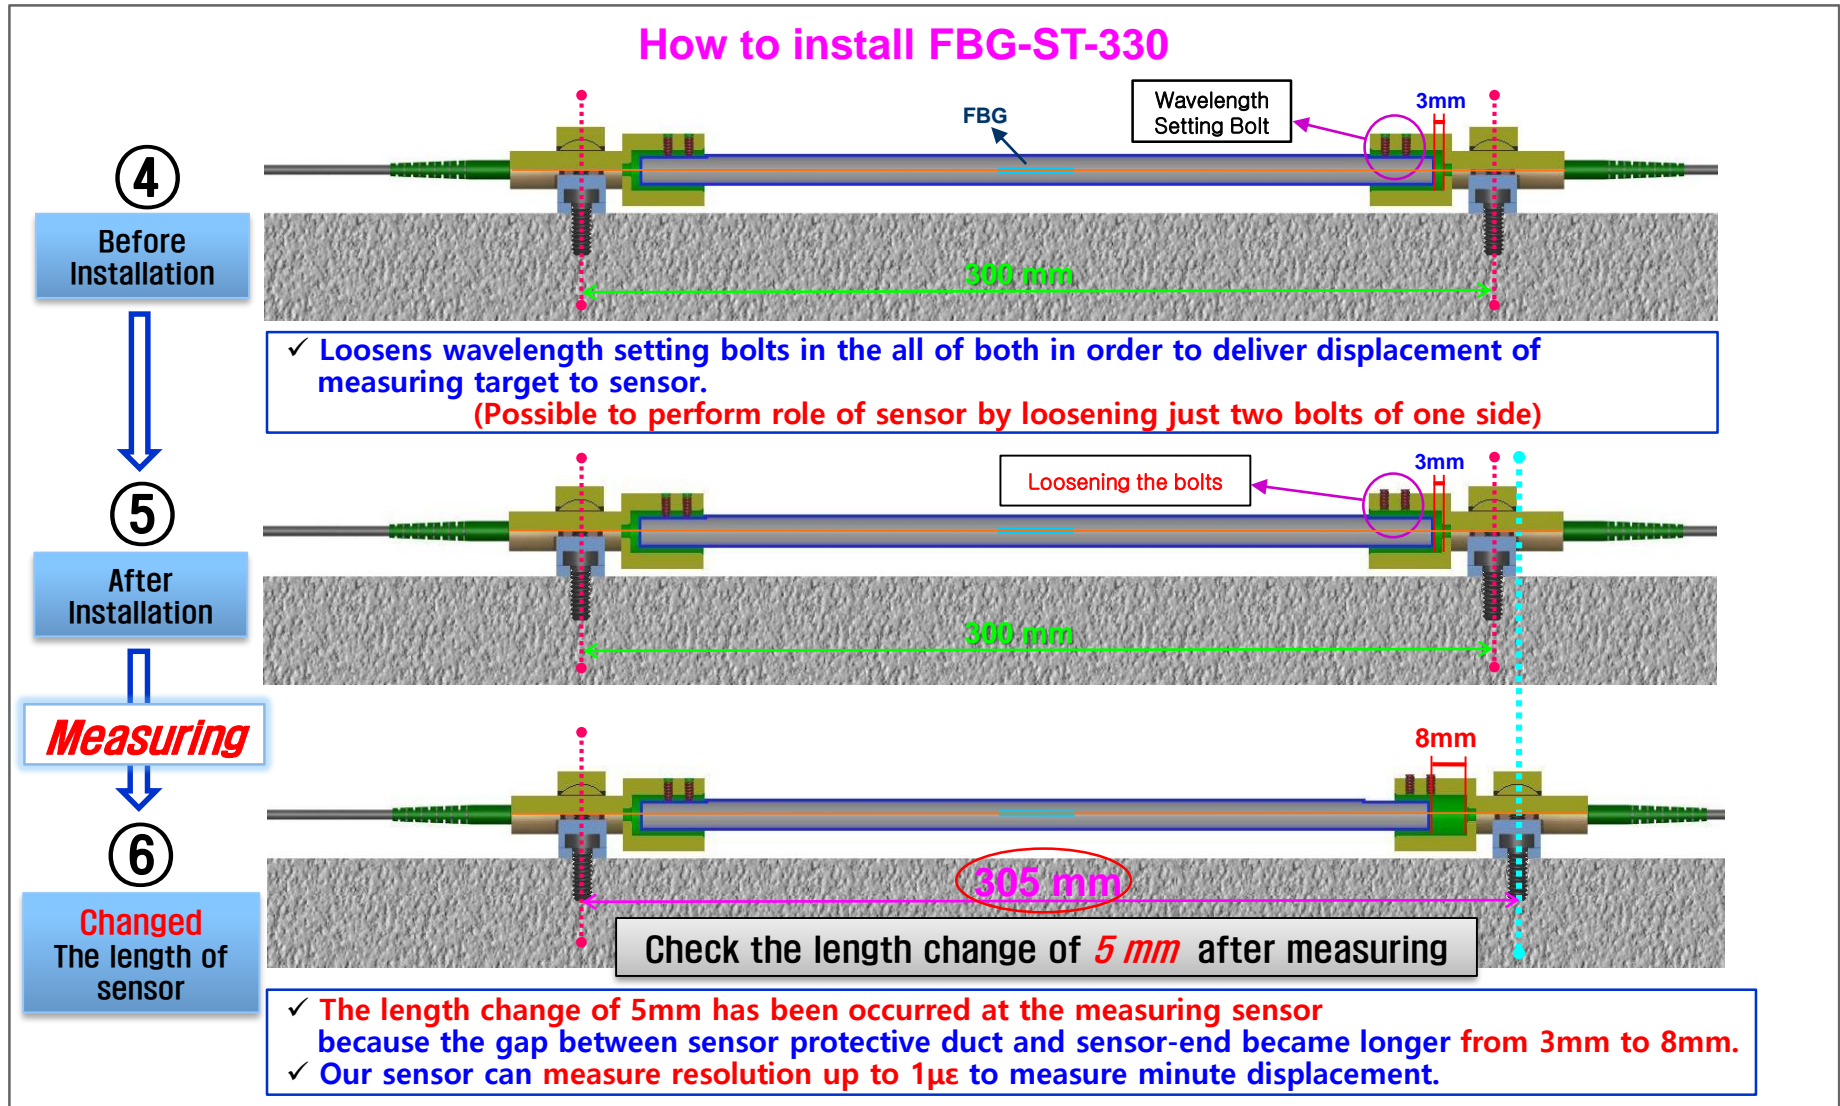 How to install FBG-ST-330
④
Before
Installation
FBG
Wavelength
Setting Bolt
3mm
300 mm
✓ Loosens wavelength setting bolts in the all of both in order to deliver displacement of
measuring target to sensor.
(Possible to perform role of sensor by loosening just two bolts of one side)
⑤
After
Installation
Loosening the bolts
3mm
300 mm
Measuring
⑥
Changed
The length of
sensor
8mm
305 mm
Check the length change of 5 mm after measuring
✓ The length change of 5mm has been occurred at the measuring sensor
because the gap between sensor protective duct and sensor-end became longer from 3mm to 8mm.
✓ Our sensor can measure resolution up to 1με to measure minute displacement.